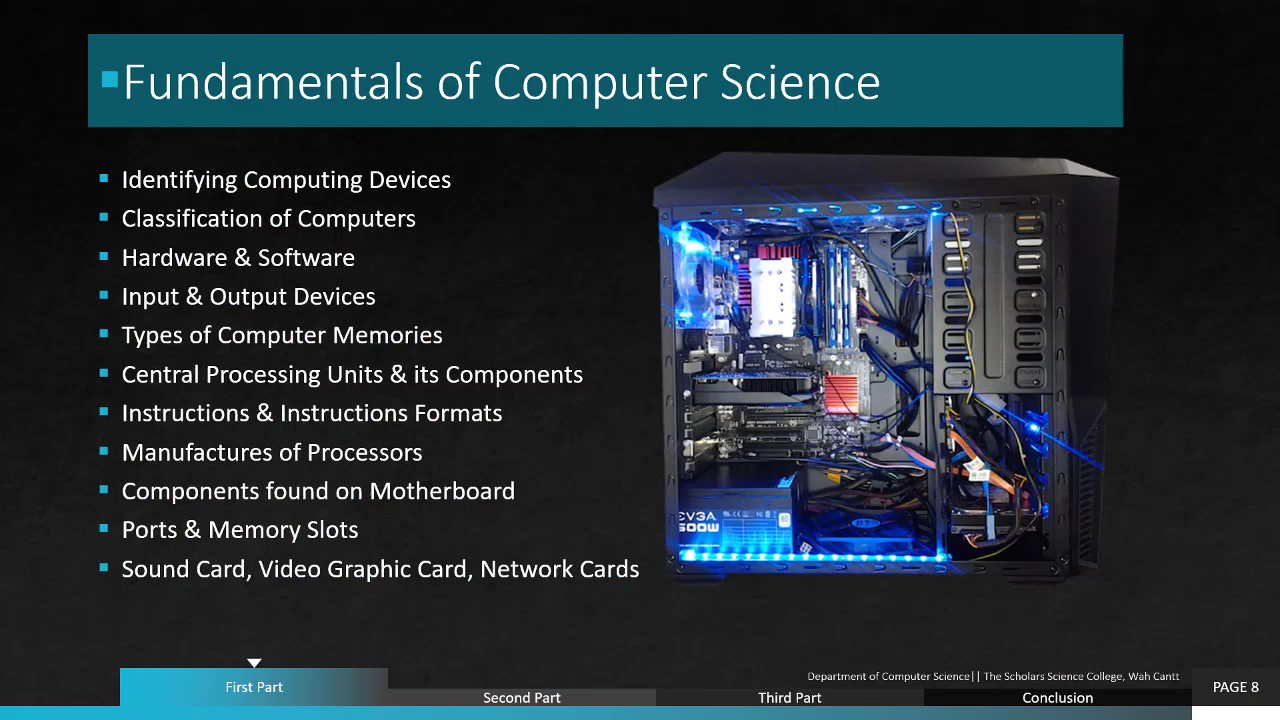 Fundamentals of Computer Science
Identifying Computing Devices
Classification of Computers
Hardware & Software
Input & Output Devices
Types of Computer Memories
Central Processing Units & its Components
Instructions & Instructions Formats
Manufactures of Processors
Components found on Motherboard
Ports & Memory Slots
Sound Card, Video Graphic Card, Network Cards
EVGA
500W
First Part
Second Part
Third Part
Conclusion
Department of Computer Science|| The Scholars Science College, Wah Cantt
PAGE 8